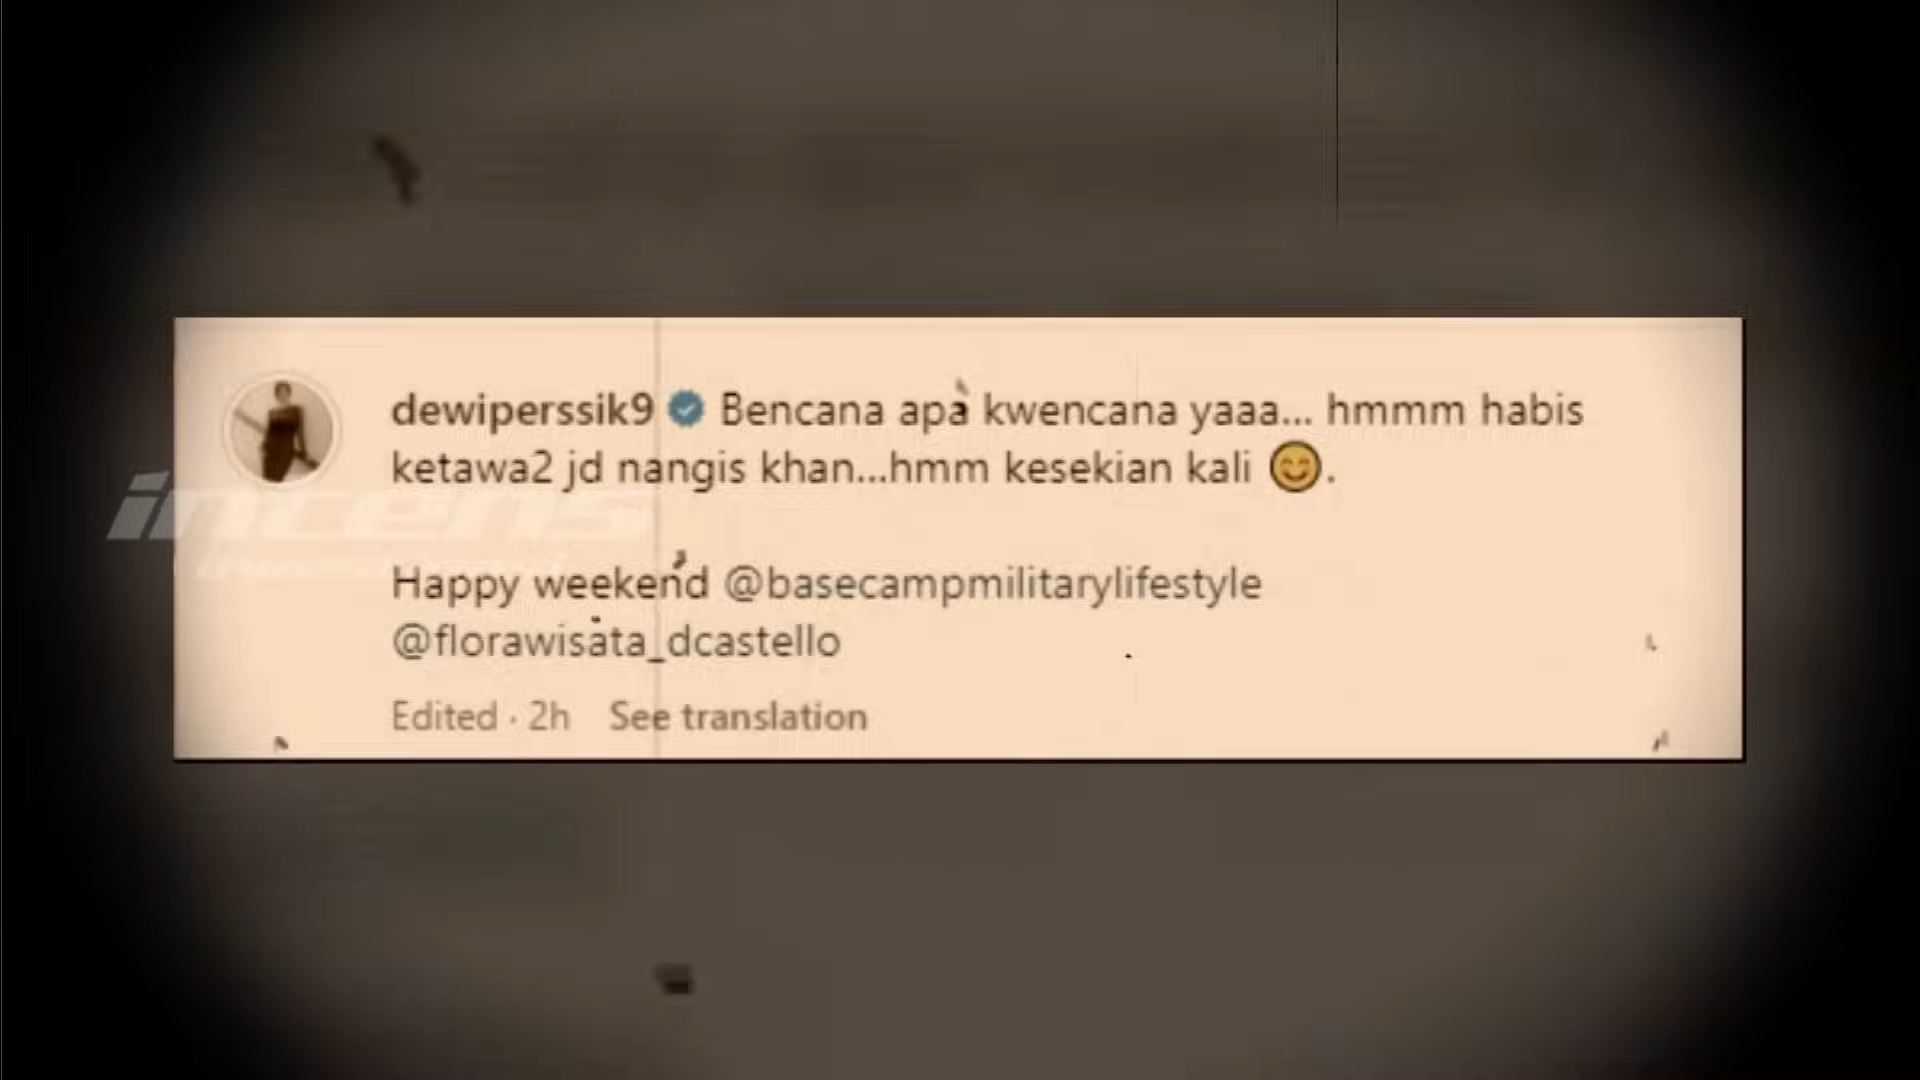 dewiperssik9 Bencana apa kwencana yaaa... hmmm habis
ketawa2 jd nangis khan...hmm kesekian kali 😊.
Happy weekend @basecampmilitarylifestyle
@florawisata_dcastello
Edited · 2h See translation
intens